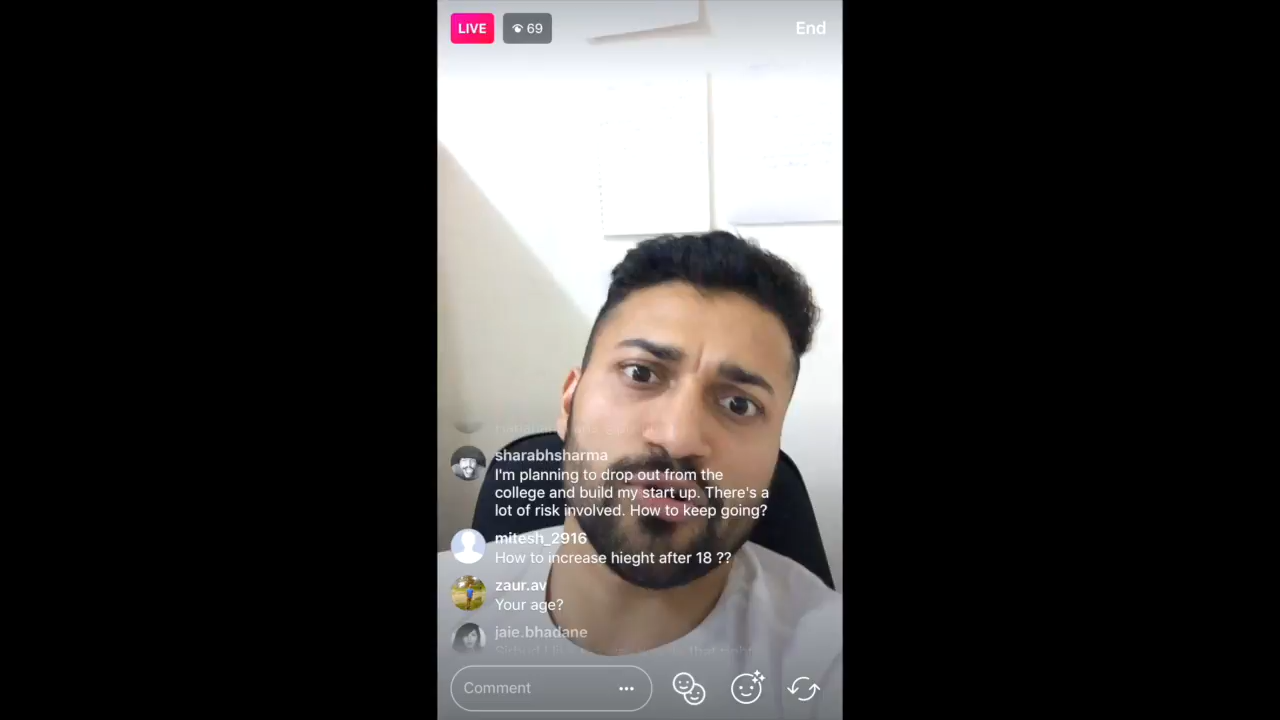 LIVE
69
End
sharabhsharma
I'm planning to drop out from the
college and build my start up. There's a
lot of risk involved. How to keep going?
mitesh_2916
How to increase hieght after 18 ??
zaur.av
Your age?
jaie.bhadane
Comment